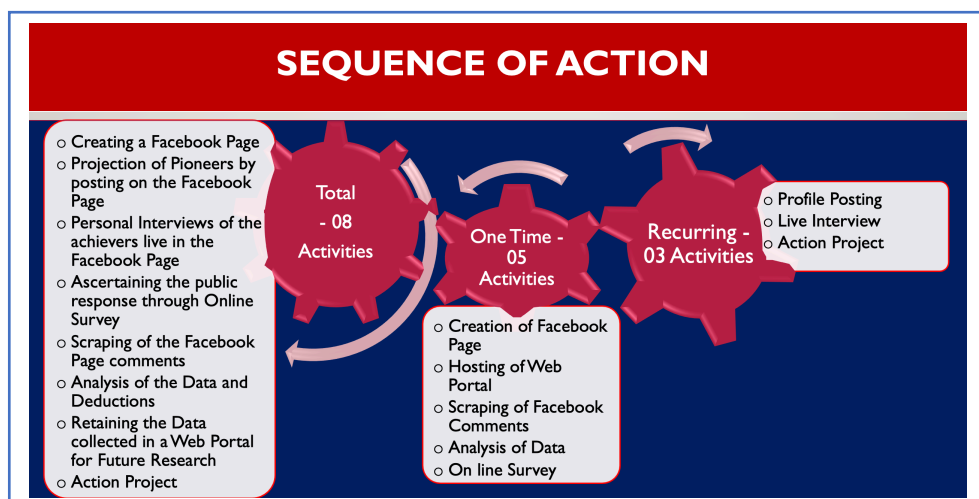 SEQUENCE OF ACTION
o Creating a Facebook Page
o Projection of Pioneers by
posting on the Facebook
Page
o Personal Interviews of the
achievers live in the
Facebook Page
o Ascertaining the public
response through Online
Survey
o Scraping of the Facebook
Page comments
o Analysis of the Data and
Deductions
o Retaining the Data
collected in a Web Portal
for Future Research
o Action Project
Total
- 08
Activities
One Time -
05
Activities
o Creation of Facebook
Page
o Hosting of Web
Portal
o Scraping of Facebook
Comments
o Analysis of Data
o On line Survey
Recurring -
03 Activities
o Profile Posting
o Live Interview
o Action Project